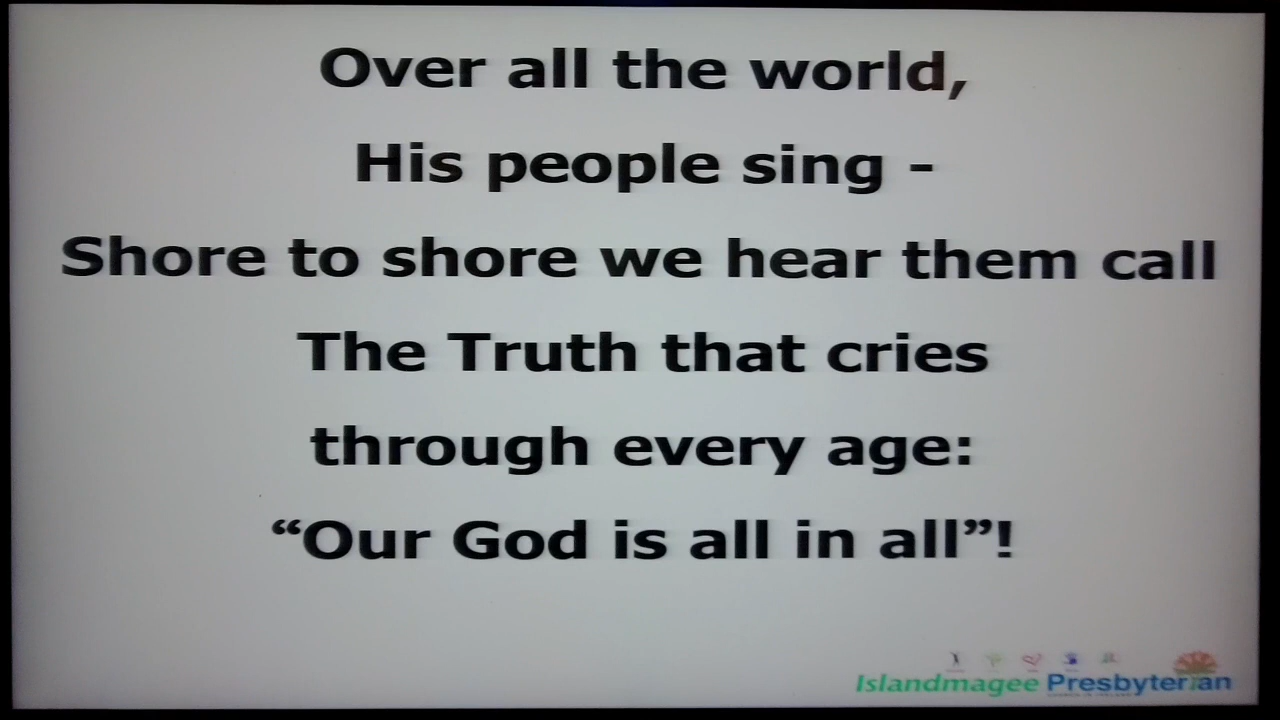 Over all the world,
His people sing -
Shore to shore we hear them call
The Truth that cries
through every age:
“Our God is all in all”!
Islandmagee Presbyterian